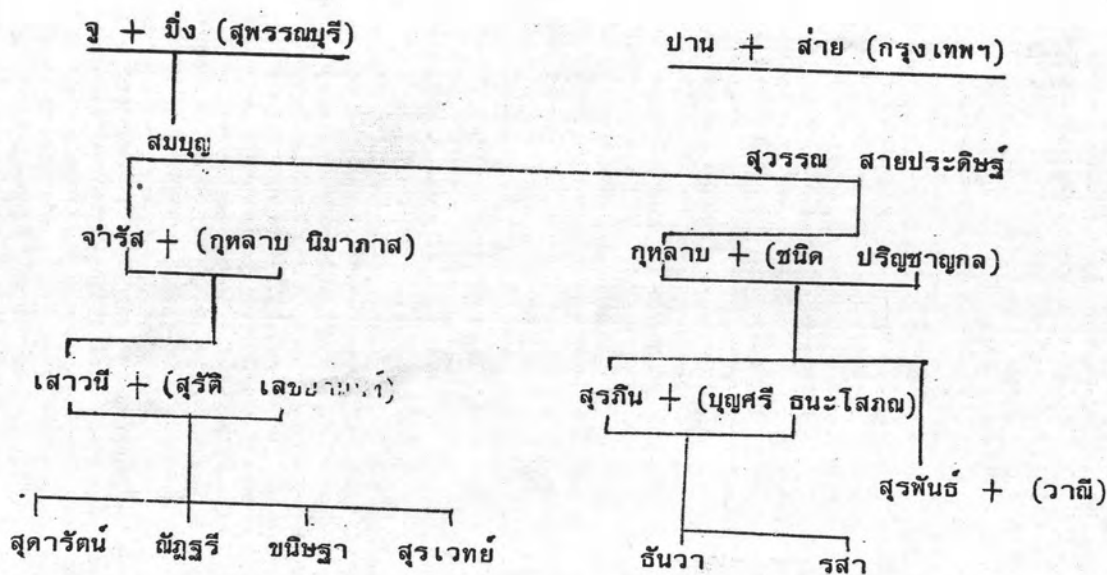 จู + มิ่ง (สุพรรณบุรี)
ปาน + ส่าย (กรุงเทพฯ)
สมบุญ
สุวรรณ สายประดิษฐ์
จำรัส + (กุหลาบ นิมาภาส)
กุหลาบ + (ชนิด ปริญชาญกล)
เสาวนี + (สุรัติ
สุรภิน + (บุญศรี ธนะโสภณ)
สุรพันธ์ + (วาณี)
สุดารัตน์ ณัฎฐรี ขนิษฐา สุรเวทย์
ธันวา รสา